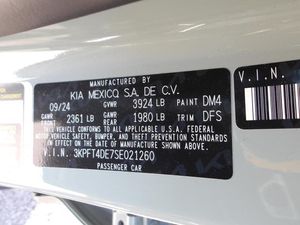 MANUFACTURED BY
KIA MEXICO S.A. DE C.V.
09/24 GVWR 3924 LB PAINT DM4
GAWR FRONT 2361 LB GAWR REAR 1980 LB TRIM DFS
THIS VEHICLE CONFORMS TO ALL APPLICABLE U.S.A. FEDERAL
MOTOR VEHICLE SAFETY, BUMPER, AND THEFT PREVENTION
STANDARDS IN EFFECT ON THE DATE OF MANUFACTURE SHOWN ABOVE.
V.I.N. 3KPFT4DE7SE021260
PASSENGER CAR
V.I.N.